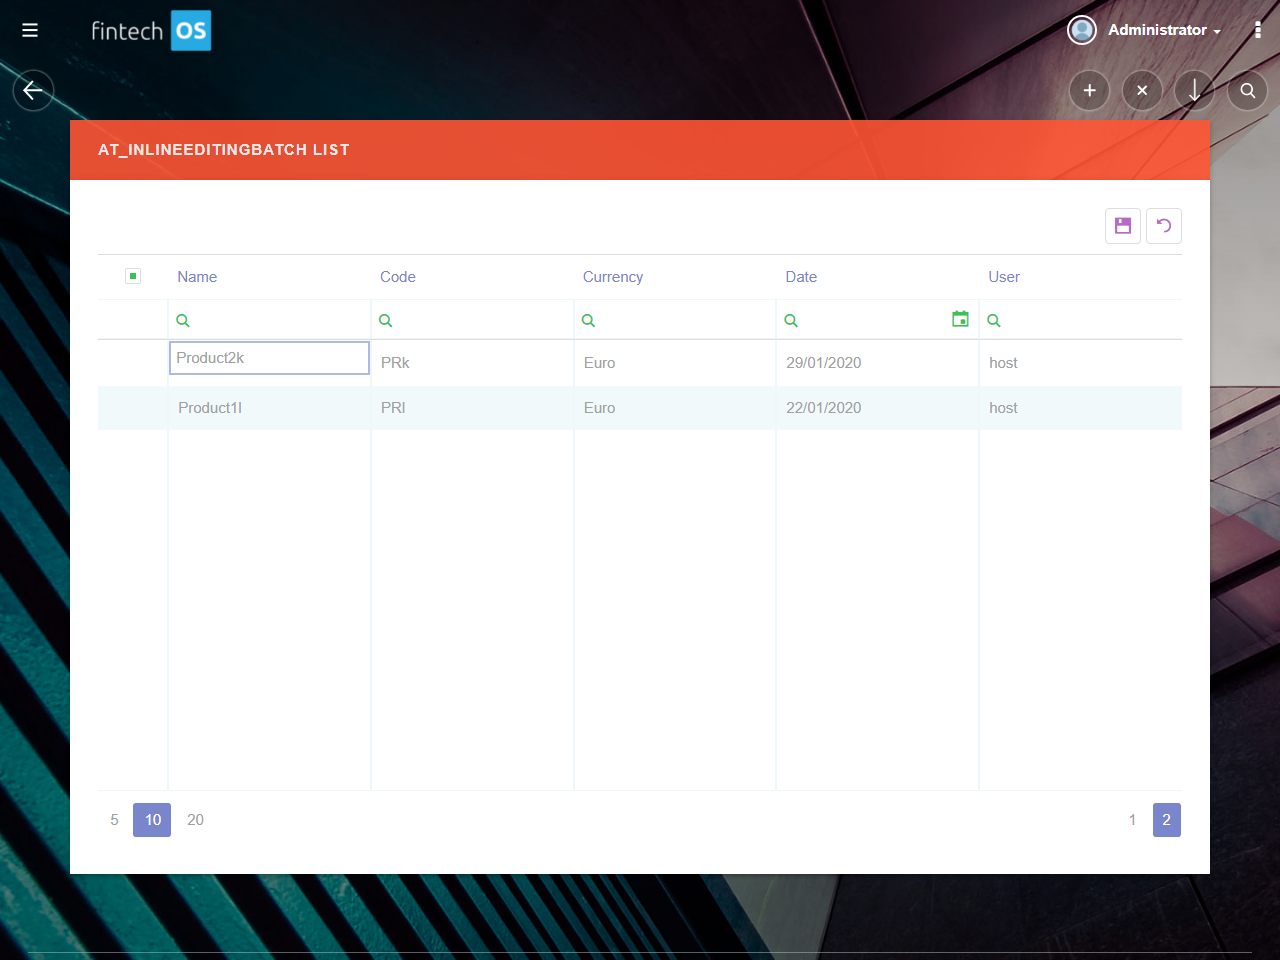 fintech OS
Administrator
AT_INLINEEDITINGBATCH LIST
Name Code Currency Date User
Product2k PRk Euro 29/01/2020 host
Product1l PRl Euro 22/01/2020 host
5 10 20 1 2